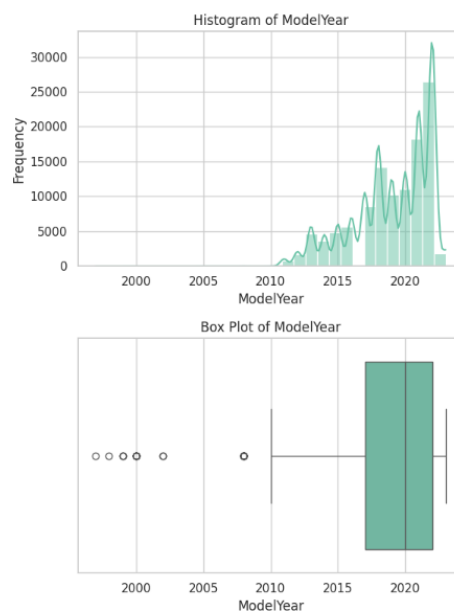 Histogram of ModelYear
30000
25000
20000
15000
10000
5000
0
Frequency
2000 2005 2010 2015 2020
ModelYear
Box Plot of ModelYear
2000 2005 2010 2015 2020
ModelYear